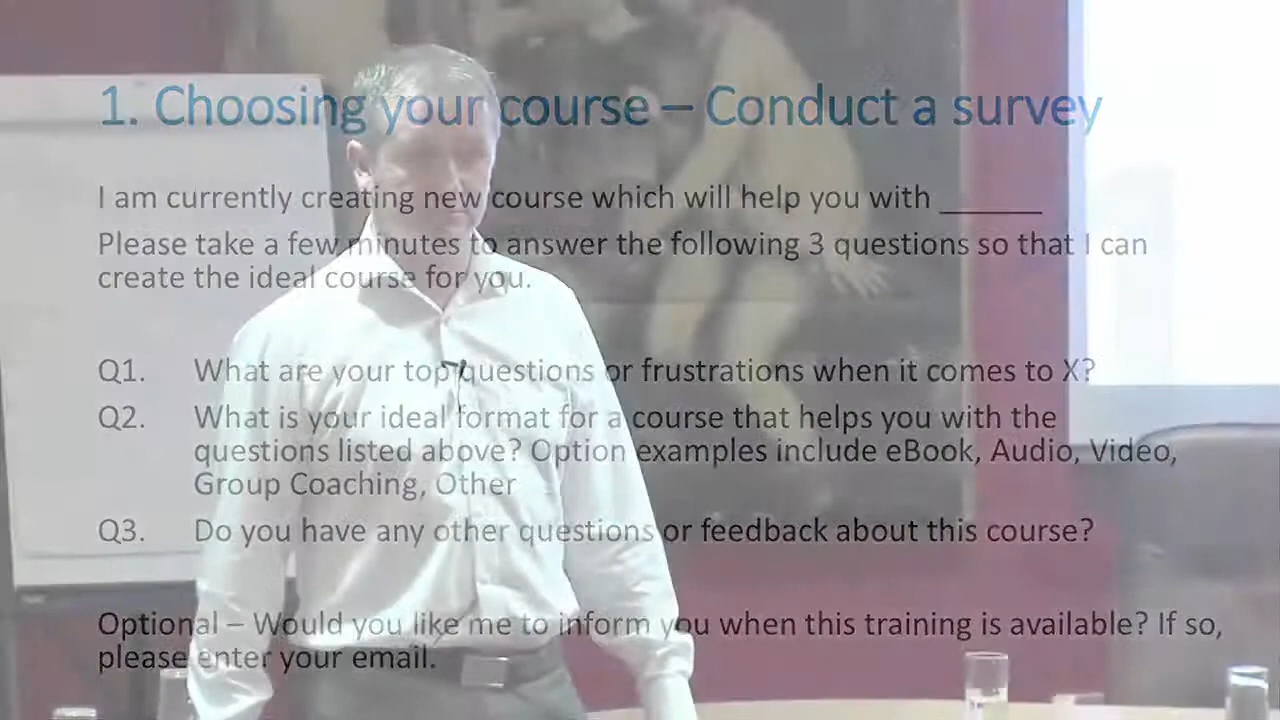 1. Choosing your course – Conduct a survey
I am currently creating new course which will help you with ______
Please take a few minutes to answer the following 3 questions so that I can
create the ideal course for you.
Q1. What are your top questions or frustrations when it comes to X?
Q2. What is your ideal format for a course that helps you with the
questions listed above? Option examples include eBook, Audio, Video,
Group Coaching, Other
Q3. Do you have any other questions or feedback about this course?
Optional – Would you like me to inform you when this training is available? If so,
please enter your email.